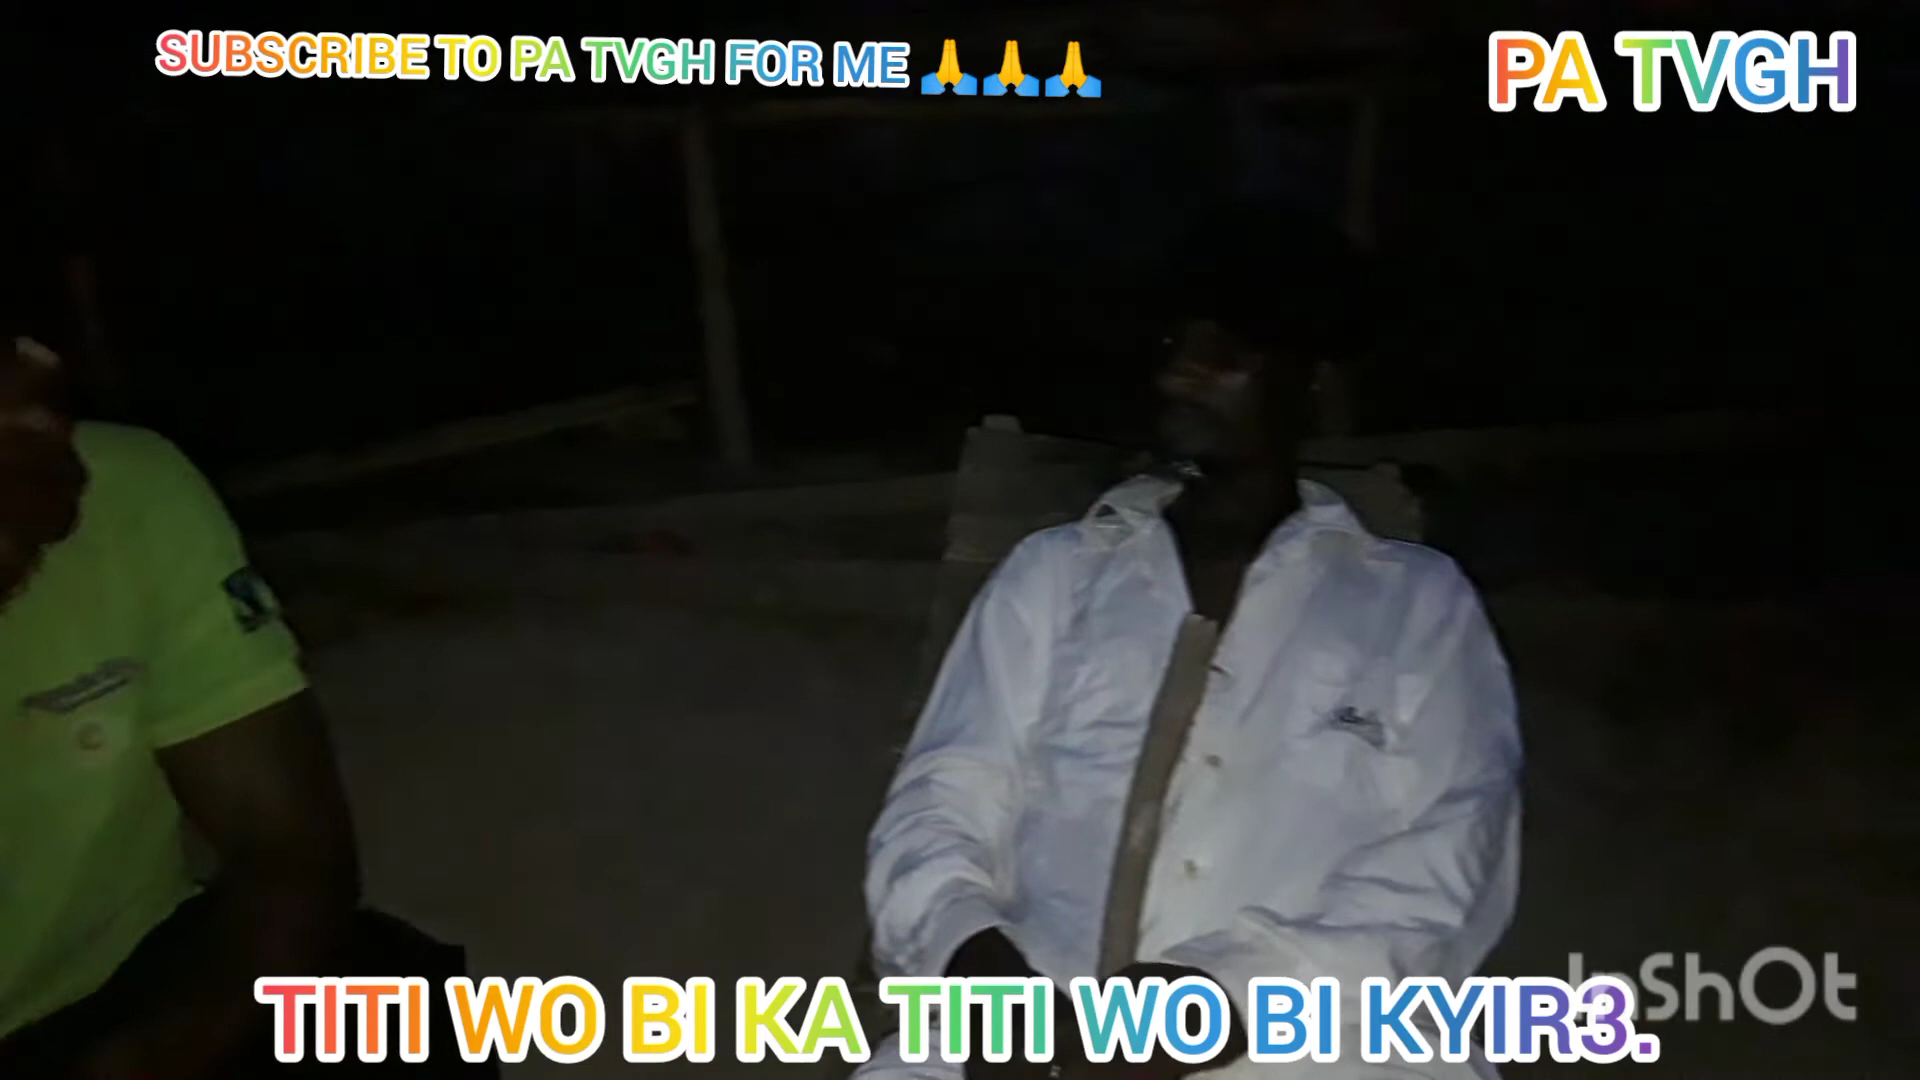 SUBSCRIBE TO PA TVGH FOR ME 🙏🙏🙏
PA TVGH
TITI WO BI KA TITI WO BI KYIR3.
InShOt